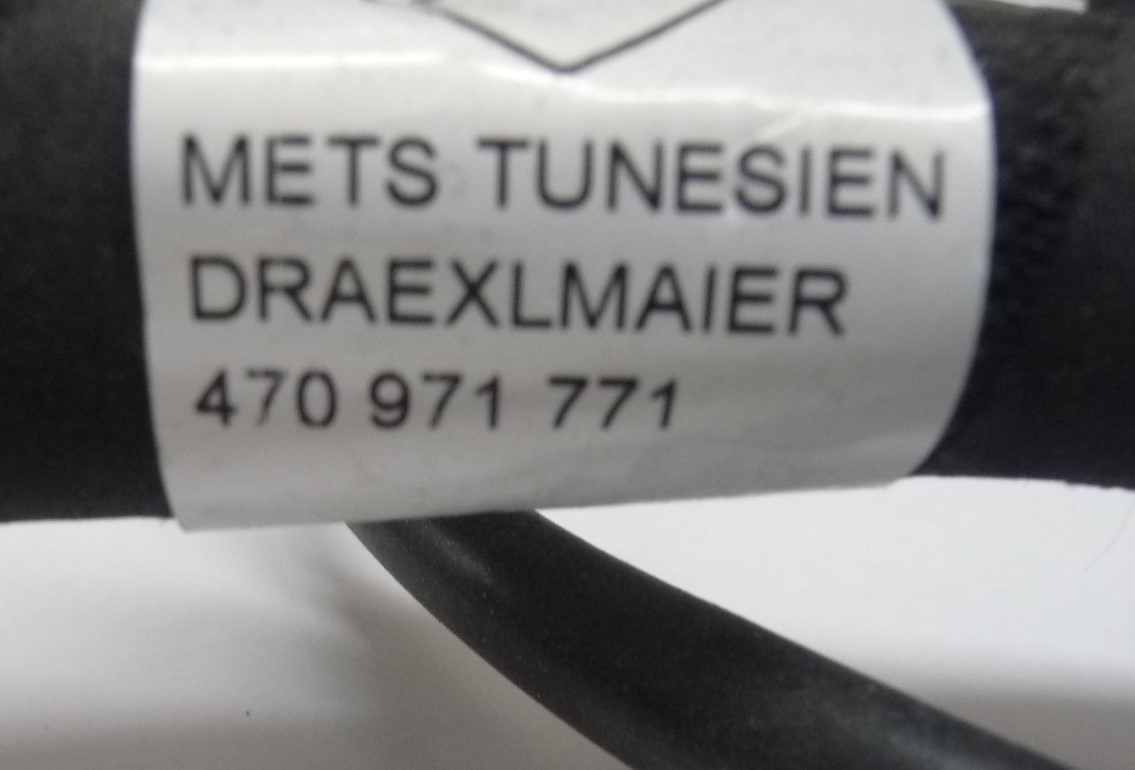 METS TUNESIEN
DRAEXLMAIER
470 971 771